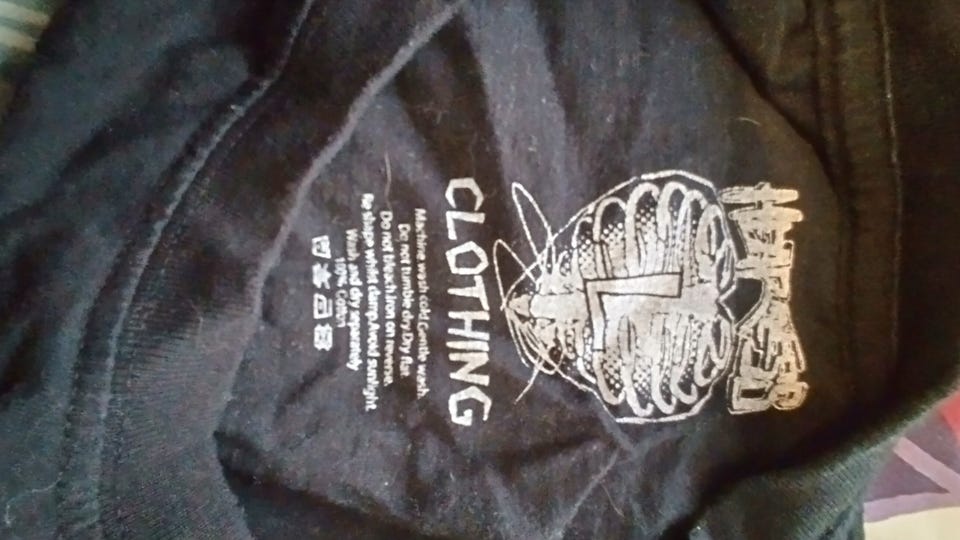 CLOTHING
Machine wash cold.Gentle wash.
Do not tumble dry.Dry flat.
Do not bleach.Iron on reverse.
Re shape whilst damp.Avoid sunlight
Wash and dry separately
100% Cotton